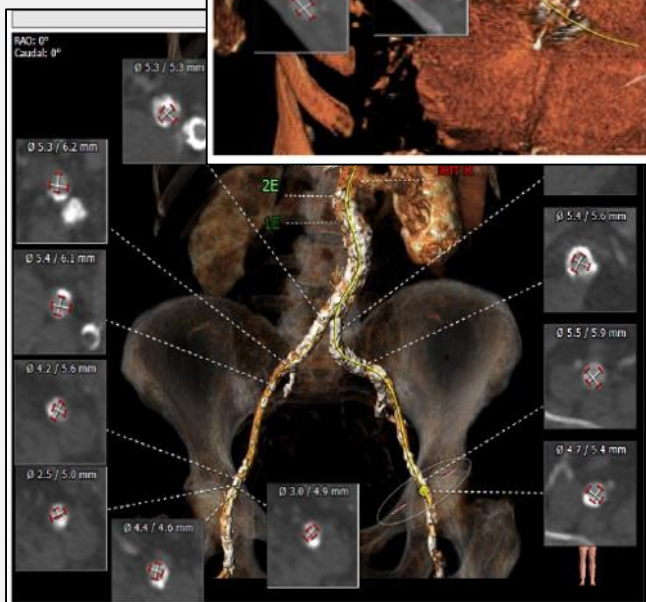 RAO: 0°
Caudal: 0°
Ø 5.3 / 5.3 mm
Ø 5.3 / 6.2 mm
2E
1E
Ø 5.4 / 5.6 mm
Ø 5.4 / 6.1 mm
Ø 5.5 / 5.9 mm
Ø 4.2 / 5.6 mm
Ø 4.7 / 5.4 mm
Ø 2.5 / 5.0 mm
Ø 3.0 / 4.9 mm
Ø 4.4 / 4.6 mm